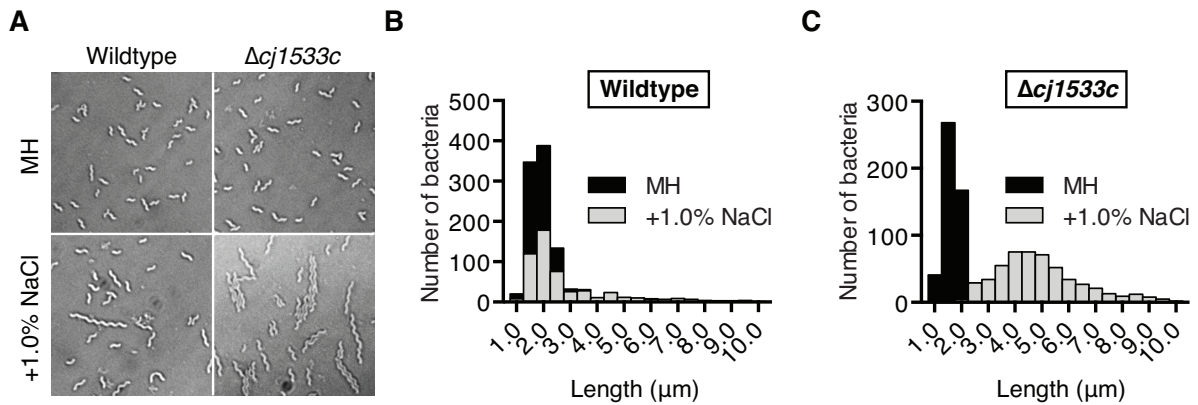 A
Wildtype
Δcj1533c
MH
+1.0% NaCl
B
Wildtype
Number of bacteria
500
400
300
200
100
0
MH
+1.0% NaCl
1.0
2.0
3.0
4.0
5.0
6.0
7.0
8.0
9.0
10.0
Length (µm)
C
Δcj1533c
Number of bacteria
300
200
100
0
MH
+1.0% NaCl
1.0
2.0
3.0
4.0
5.0
6.0
7.0
8.0
9.0
10.0
Length (µm)